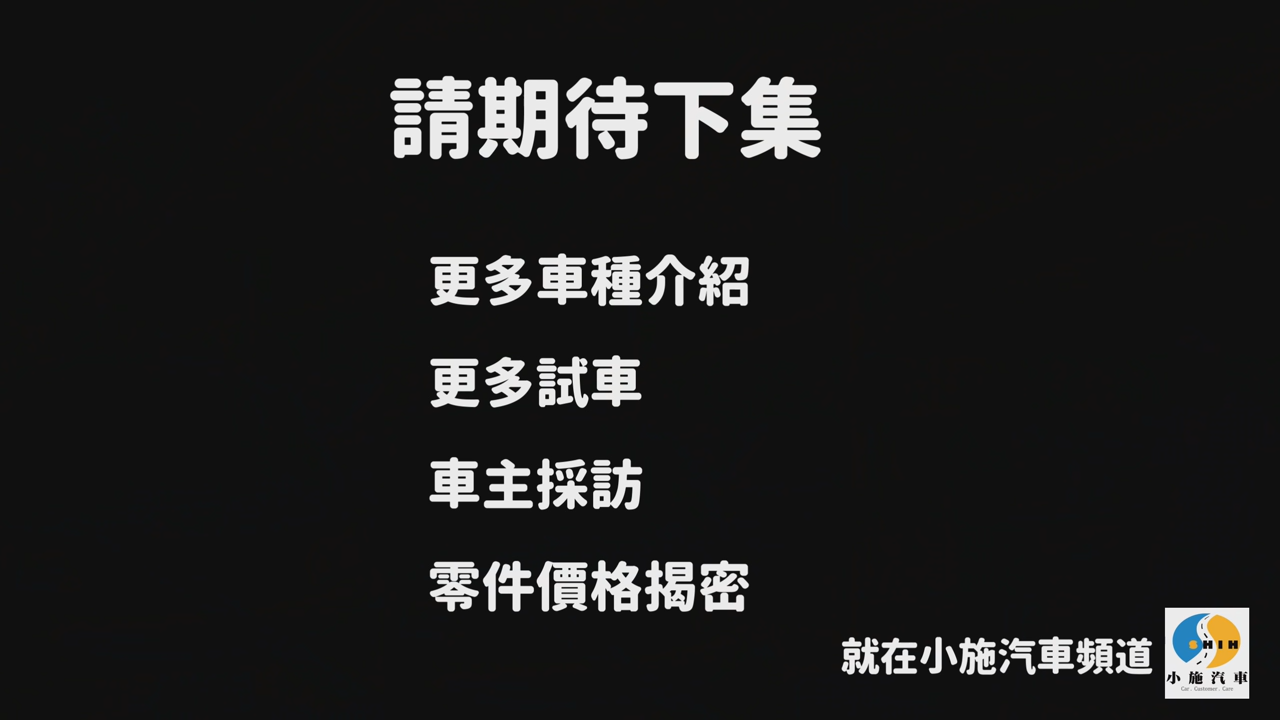 請期待下集
更多車種介紹
更多試車
車主採訪
零件價格揭密
就在小施汽車頻道
SHIH
小施汽車
Car . Customer . Care